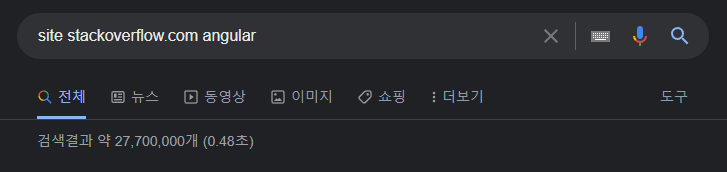 site stackoverflow.com angular
전체 뉴스 동영상 이미지 쇼핑 더보기 도구
검색결과 약 27,700,000개 (0.48초)